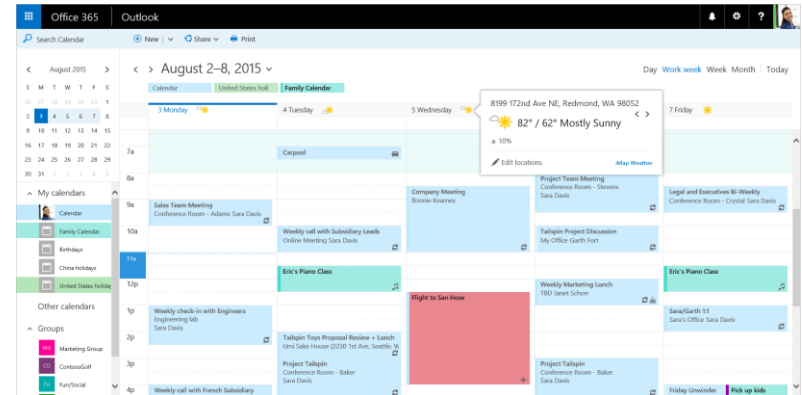 Office 365
Outlook
?
Search Calendar
New
Share
Print
August 2015
S M T W T F S
26 27 28 29 30 31 1
2 3 4 5 6 7 8
9 10 11 12 13 14 15
16 17 18 19 20 21 22
23 24 25 26 27 28 29
30 31 1 2 3 4 5
My calendars
Calendar
Family Calendar
Birthdays
China holidays
United States holiday
Other calendars
Groups
MG Marketing Group
CO ContosoGolf
Fun/Social
August 2–8, 2015
Day Work week Week Month Today
Calendar
United States holi
Family Calendar
3 Monday
4 Tuesday
5 Wednesday
7 Friday
8199 172nd Ave NE, Redmond, WA 98052
82° / 62° Mostly Sunny
10%
Edit locations
iMap Weather
7a
8a
9a
10a
11a
12p
1p
2p
3p
4p
Sales Team Meeting
Conference Room - Adams Sara Davis
Weekly check-in with Engineers
Engineering lab
Sara Davis
Weekly call with French Subsidiary
Carpool
Weekly call with Subsidiary Leads
Online Meeting Sara Davis
Eric's Piano Class
Tailspin Toys Proposal Review + Lunch
Umi Sake House (2230 1st Ave, Seattle, W
Project Tailspin
Conference Room - Baker
Sara Davis
Company Meeting
Bonnie Kearney
Flight to San Hose
Project Team Meeting
Conference Room - Stevens
Sara Davis
Tailspin Project Discussion
My Office Garth Fort
Weekly Marketing Lunch
TBD Janet Schorr
Project Tailspin
Conference Room - Baker
Sara Davis
Legal and Executives Bi-Weekly
Conference Room - Crystal Sara Davis
Eric's Piano Class
Sara/Garth 1:1
Sara's Office Sara Davis
Friday Unwinder
Pick up kids